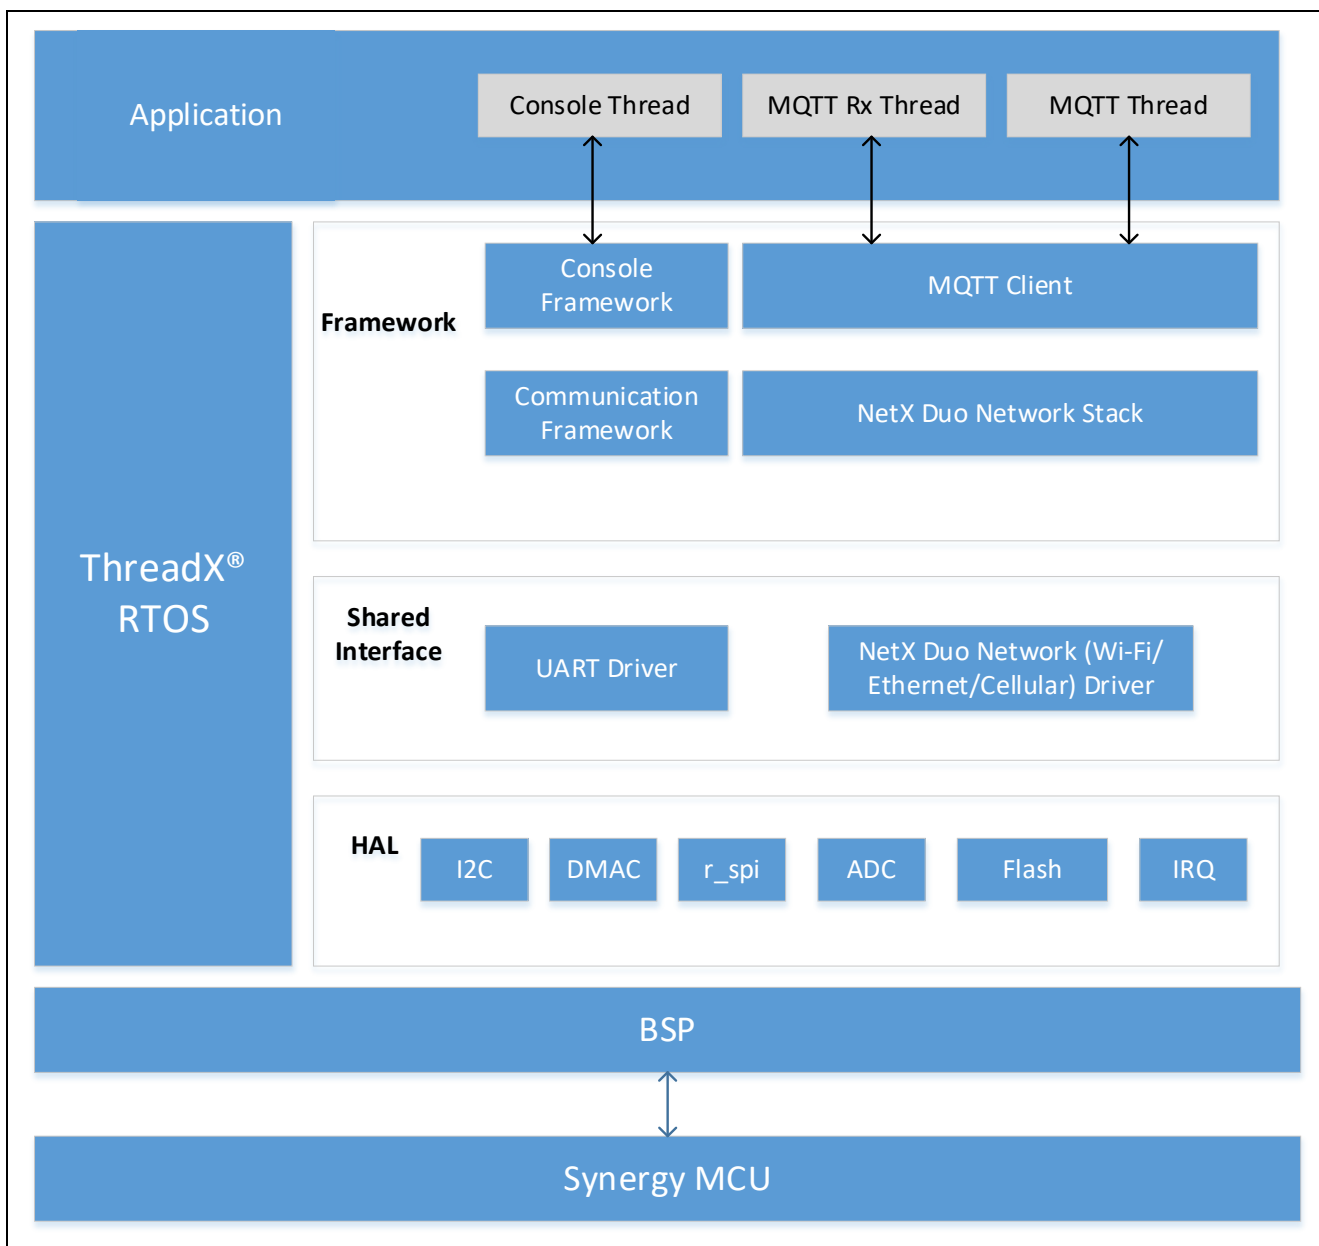 Application
Console Thread
MQTT Rx Thread
MQTT Thread
ThreadX®
RTOS
Framework
Console
Framework
MQTT Client
Communication
Framework
NetX Duo Network Stack
Shared
Interface
UART Driver
NetX Duo Network (Wi-Fi/
Ethernet/Cellular) Driver
HAL
I2C
DMAC
r_spi
ADC
Flash
IRQ
BSP
Synergy MCU